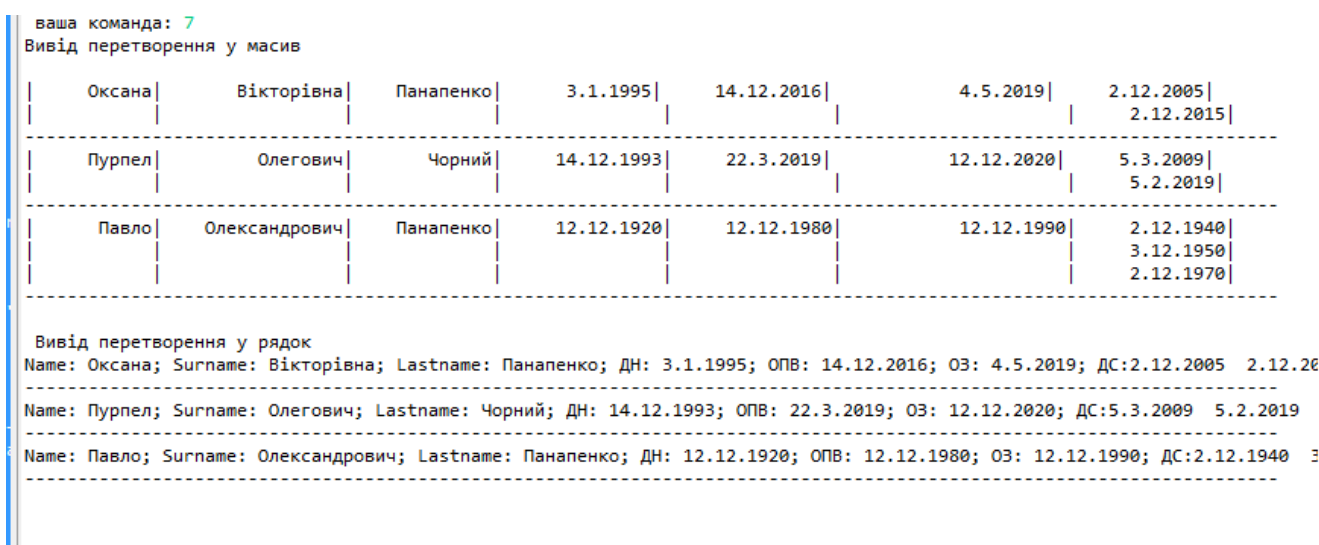 ваша команда: 7
Вивід перетворення у масив
| Оксана| Вікторівна| Панапенко| 3.1.1995| 14.12.2016| 4.5.2019| 2.12.2005|
| | | | | | | 2.12.2015|
------------------------------------------------------------------------------------------------------------------------
| Пурпел| Олегович| Чорний| 14.12.1993| 22.3.2019| 12.12.2020| 5.3.2009|
| | | | | | | 5.2.2019|
------------------------------------------------------------------------------------------------------------------------
| Павло| Олександрович| Панапенко| 12.12.1920| 12.12.1980| 12.12.1990| 2.12.1940|
| | | | | | | 3.12.1950|
| | | | | | | 2.12.1970|
------------------------------------------------------------------------------------------------------------------------
Вивід перетворення у рядок
Name: Оксана; Surname: Вікторівна; Lastname: Панапенко; ДН: 3.1.1995; ОПВ: 14.12.2016; ОЗ: 4.5.2019; ДС:2.12.2005 2.12.20
------------------------------------------------------------------------------------------------------------------------
Name: Пурпел; Surname: Олегович; Lastname: Чорний; ДН: 14.12.1993; ОПВ: 22.3.2019; ОЗ: 12.12.2020; ДС:5.3.2009 5.2.2019
------------------------------------------------------------------------------------------------------------------------
Name: Павло; Surname: Олександрович; Lastname: Панапенко; ДН: 12.12.1920; ОПВ: 12.12.1980; ОЗ: 12.12.1990; ДС:2.12.1940
------------------------------------------------------------------------------------------------------------------------